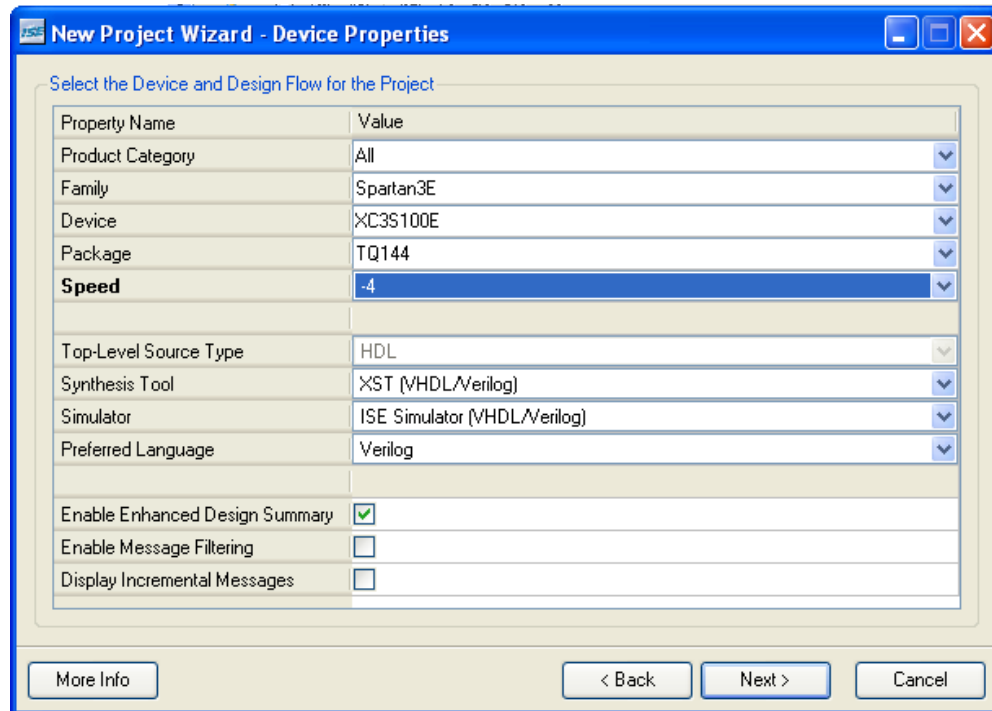 ISE New Project Wizard - Device Properties
Select the Device and Design Flow for the Project
Property Name Value
Product Category All
Family Spartan3E
Device XC3S100E
Package TQ144
Speed -4
Top-Level Source Type HDL
Synthesis Tool XST (VHDL/Verilog)
Simulator ISE Simulator (VHDL/Verilog)
Preferred Language Verilog
Enable Enhanced Design Summary
Enable Message Filtering
Display Incremental Messages
More Info < Back Next > Cancel